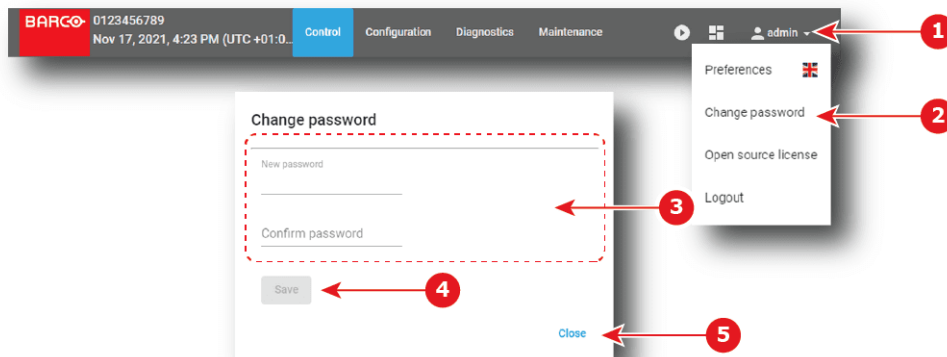 BARCO 0123456789
Nov 17, 2021, 4:23 PM (UTC +01:0...
Control Configuration Diagnostics Maintenance admin
1
Preferences
Change password
2
Open source license
Logout
Change password
New password
3
Confirm password
Save
4
Close
5